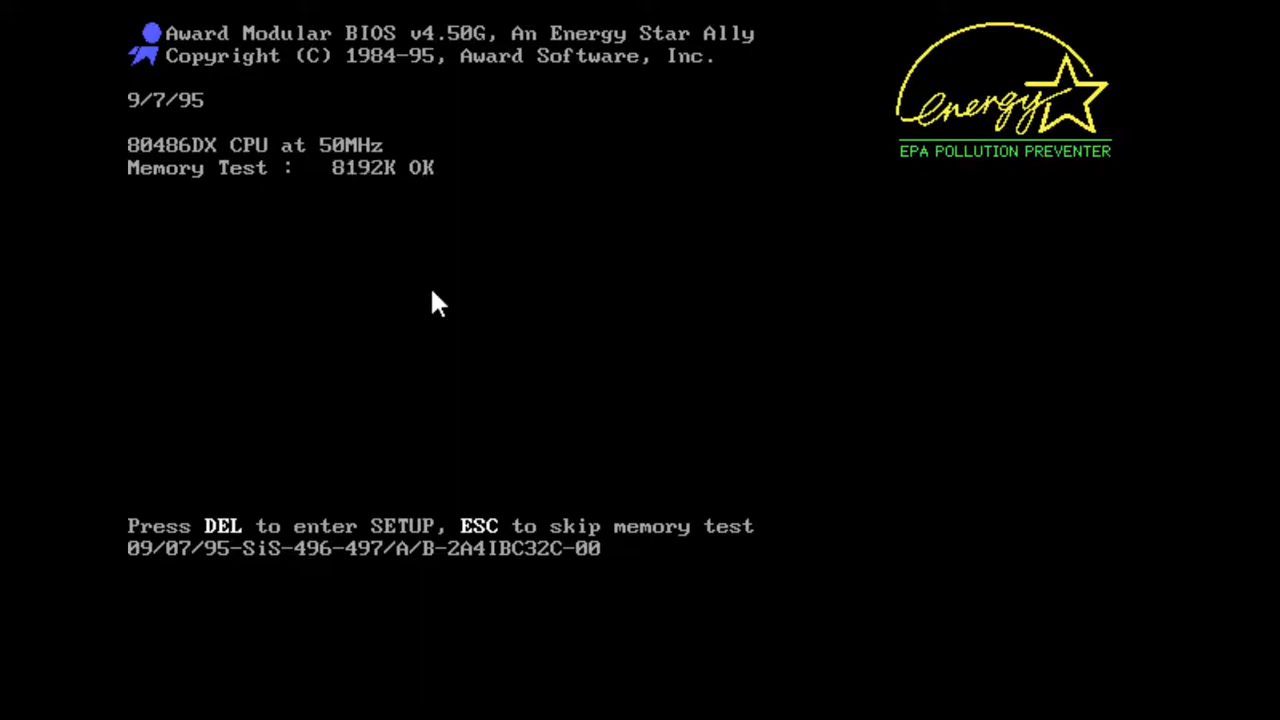 Award Modular BIOS v4.50G, An Energy Star Ally
Copyright (C) 1984-95, Award Software, Inc.
energy
EPA POLLUTION PREVENTER
9/7/95
80486DX CPU at 50MHz
Memory Test :   8192K OK
Press DEL to enter SETUP, ESC to skip memory test
09/07/95-SiS-496-497/A/B-2A4IBC32C-00